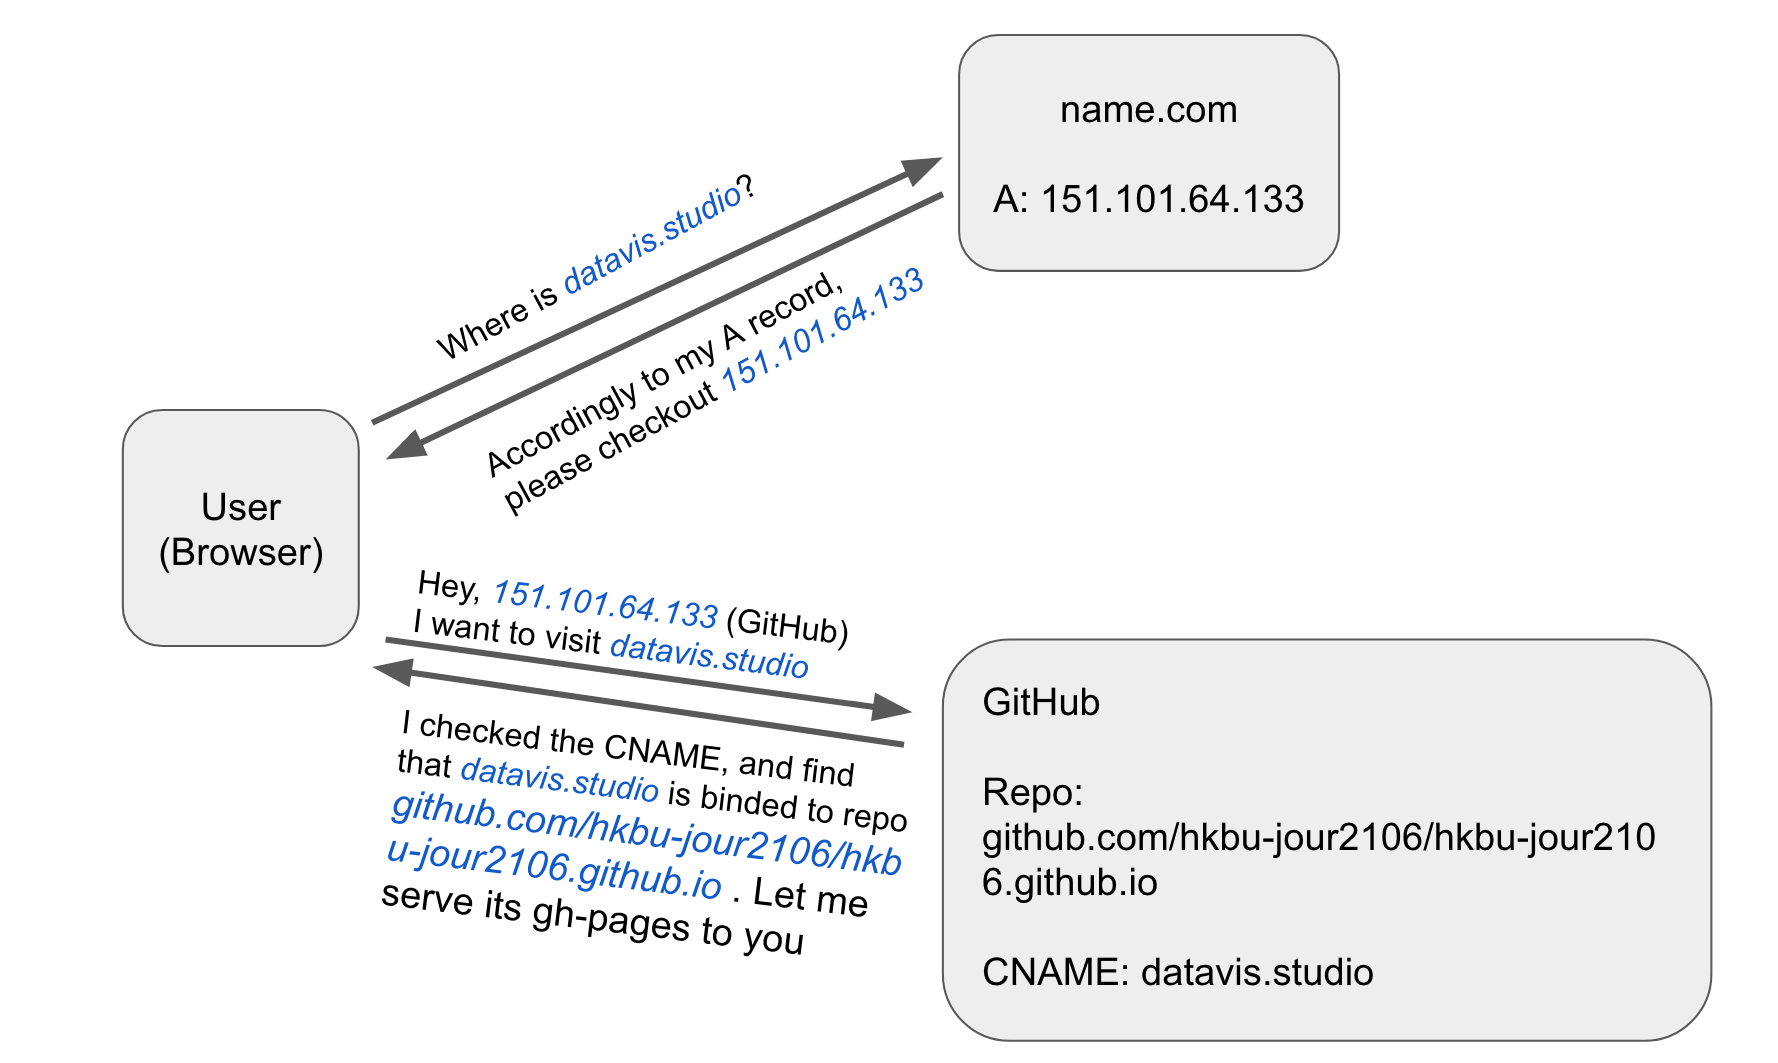 name.com
A: 151.101.64.133
Where is datavis.studio?
Accordingly to my A record,
please checkout 151.101.64.133
User
(Browser)
Hey, 151.101.64.133 (GitHub)
I want to visit datavis.studio
I checked the CNAME, and find
that datavis.studio is binded to repo
github.com/hkbu-jour2106/hkb
u-jour2106.github.io . Let me
serve its gh-pages to you
GitHub
Repo:
github.com/hkbu-jour2106/hkbu-jour210
6.github.io
CNAME: datavis.studio